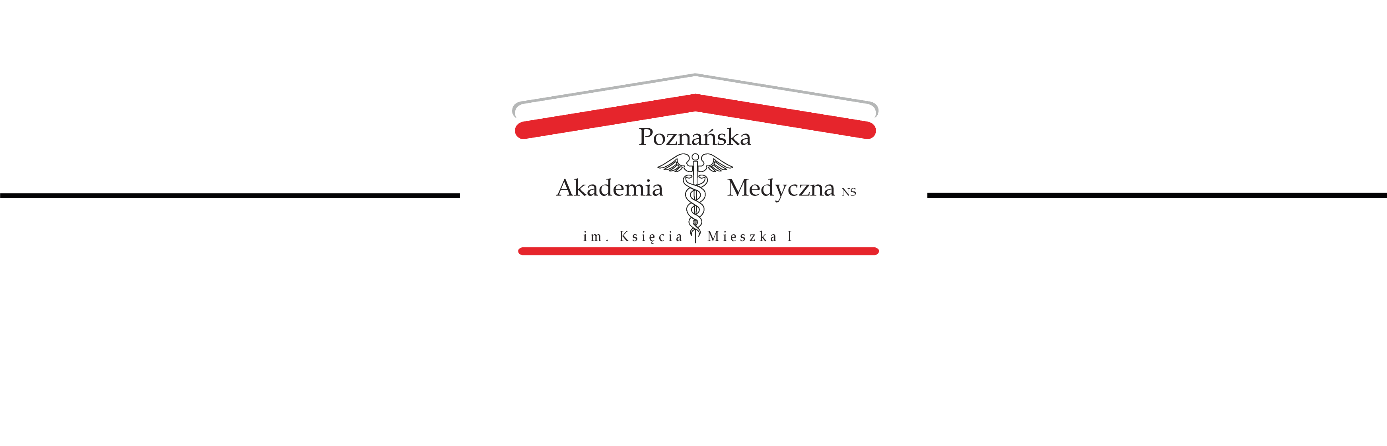 Poznańska
Akademia Medyczna NS
im. Księcia Mieszka I